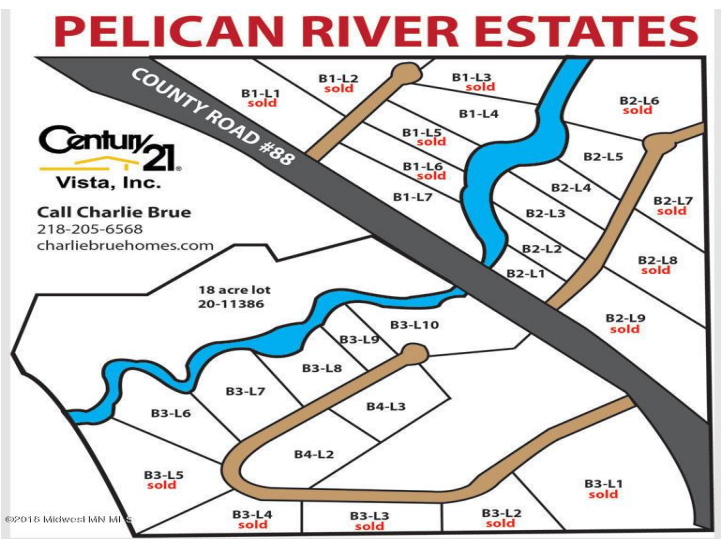 PELICAN RIVER ESTATES
COUNTY ROAD #88
Century 21
Vista, Inc.
Call Charlie Brue
218-205-6568
charliebruehomes.com
B1-L1
sold
B1-L2
sold
B1-L3
sold
B1-L4
B1-L5
sold
B1-L6
sold
B1-L7
B2-L6
sold
B2-L5
B2-L4
B2-L3
B2-L2
B2-L1
B2-L7
sold
B2-L8
sold
B2-L9
sold
18 acre lot
20-11386
B3-L10
B3-L9
B3-L8
B3-L7
B3-L6
B4-L3
B4-L2
B3-L5
sold
B3-L4
sold
B3-L3
sold
B3-L2
sold
B3-L1
sold
©2018 Midwest MN MLS